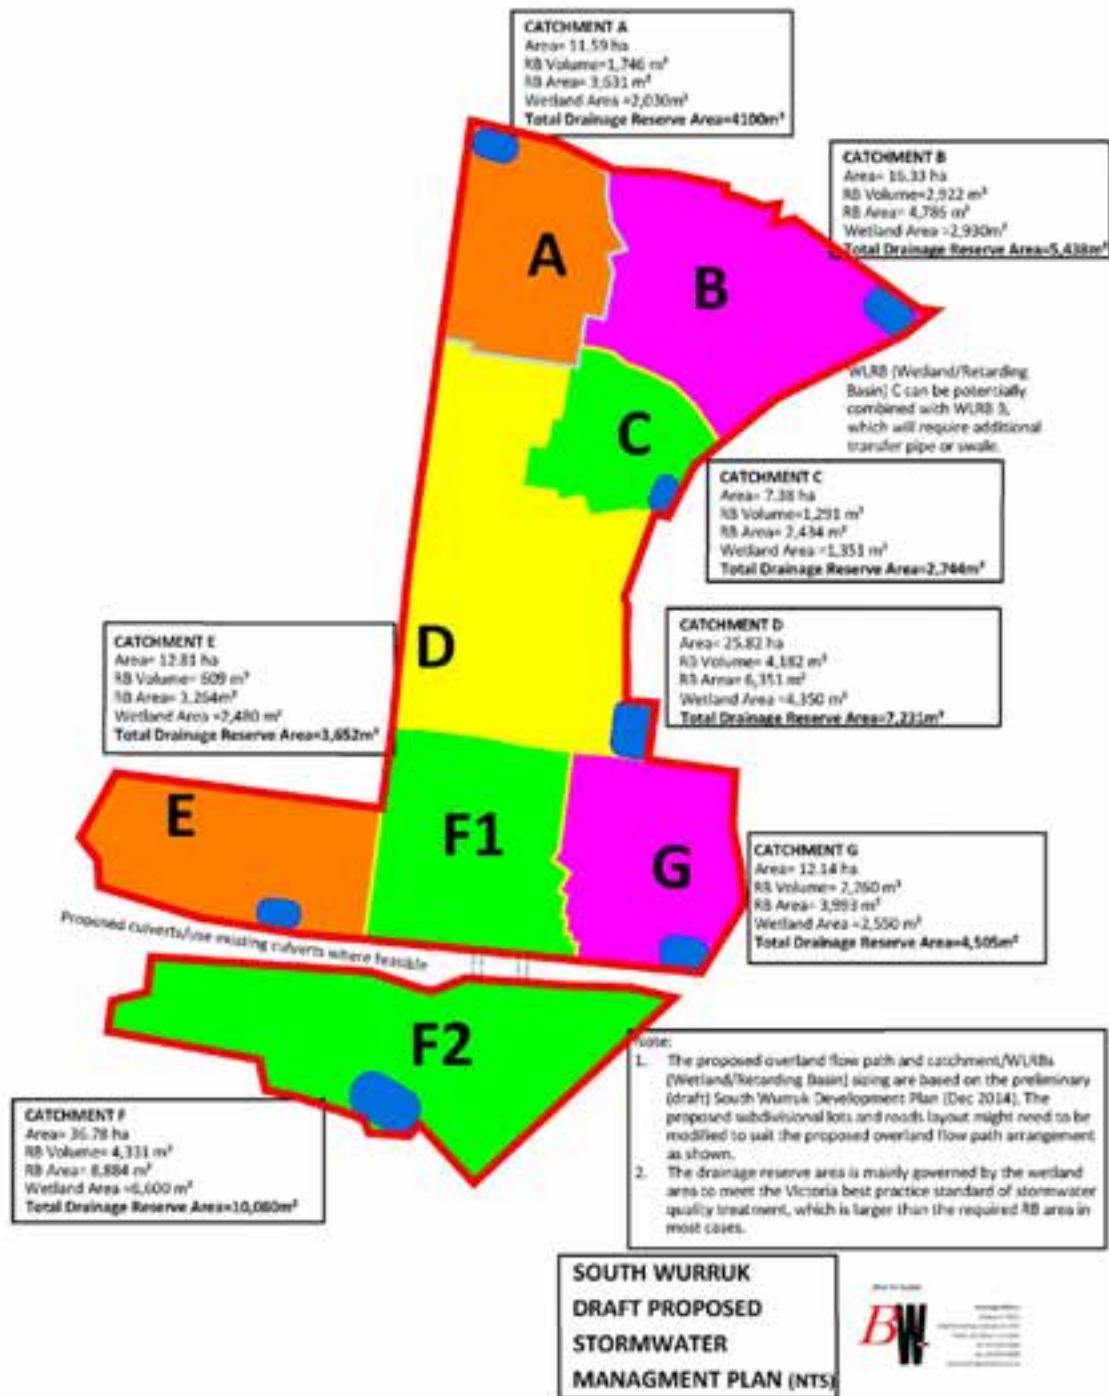 CATCHMENT A
Area= 11.59 ha
RB Volume=1,746 m³
RB Area= 3,631 m²
Wetland Area =2,030m²
Total Drainage Reserve Area=4100m²
CATCHMENT B
Area= 16.33 ha
RB Volume=2,922 m³
RB Area= 4,786 m²
Wetland Area =2,930m²
Total Drainage Reserve Area=5,438m²
A
B
WLRB (Wetland/Retarding
Basin) C can be potentially
combined with WLRB
which will require additional
transfer pipe or swale.
C
CATCHMENT C
Area= 7.38 ha
RB Volume=1,291 m³
RB Area= 2,434 m²
Wetland Area =1,351 m²
Total Drainage Reserve Area=2,744m²
D
CATCHMENT D
Area= 25.82 ha
RB Volume= 4,182 m³
RB Area= 6,351 m²
Wetland Area =4,350 m²
Total Drainage Reserve Area=7,231m²
CATCHMENT E
Area= 12.81 ha
RB Volume= 609 m³
RB Area= 3,264m²
Wetland Area =2,480 m²
Total Drainage Reserve Area=3,652m²
E
F1
G
CATCHMENT G
Area= 12.14 ha
RB Volume= 2,260 m³
RB Area= 3,993 m²
Wetland Area =2,550 m²
Total Drainage Reserve Area=4,505m²
Proposed culverts/use existing culverts where feasible
F2
CATCHMENT F
Area= 36.78 ha
RB Volume= 4,331 m³
RB Area= 8,884 m²
Wetland Area =6,600 m²
Total Drainage Reserve Area=10,080m²
Note:
1. The proposed overland flow path and catchment/WLRBs
(Wetland/Retarding Basin) sizing are based on the preliminary
(draft) South Wurruk Development Plan (Dec 2014). The
proposed subdivisional lots and roads layout might need to be
modified to suit the proposed overland flow path arrangement
as shown.
2. The drainage reserve area is mainly governed by the wetland
area to meet the Victoria best practice standard of stormwater
quality treatment, which is larger than the required RB area in
most cases.
SOUTH WURRUK
DRAFT PROPOSED
STORMWATER
MANAGMENT PLAN (NTS)
BW